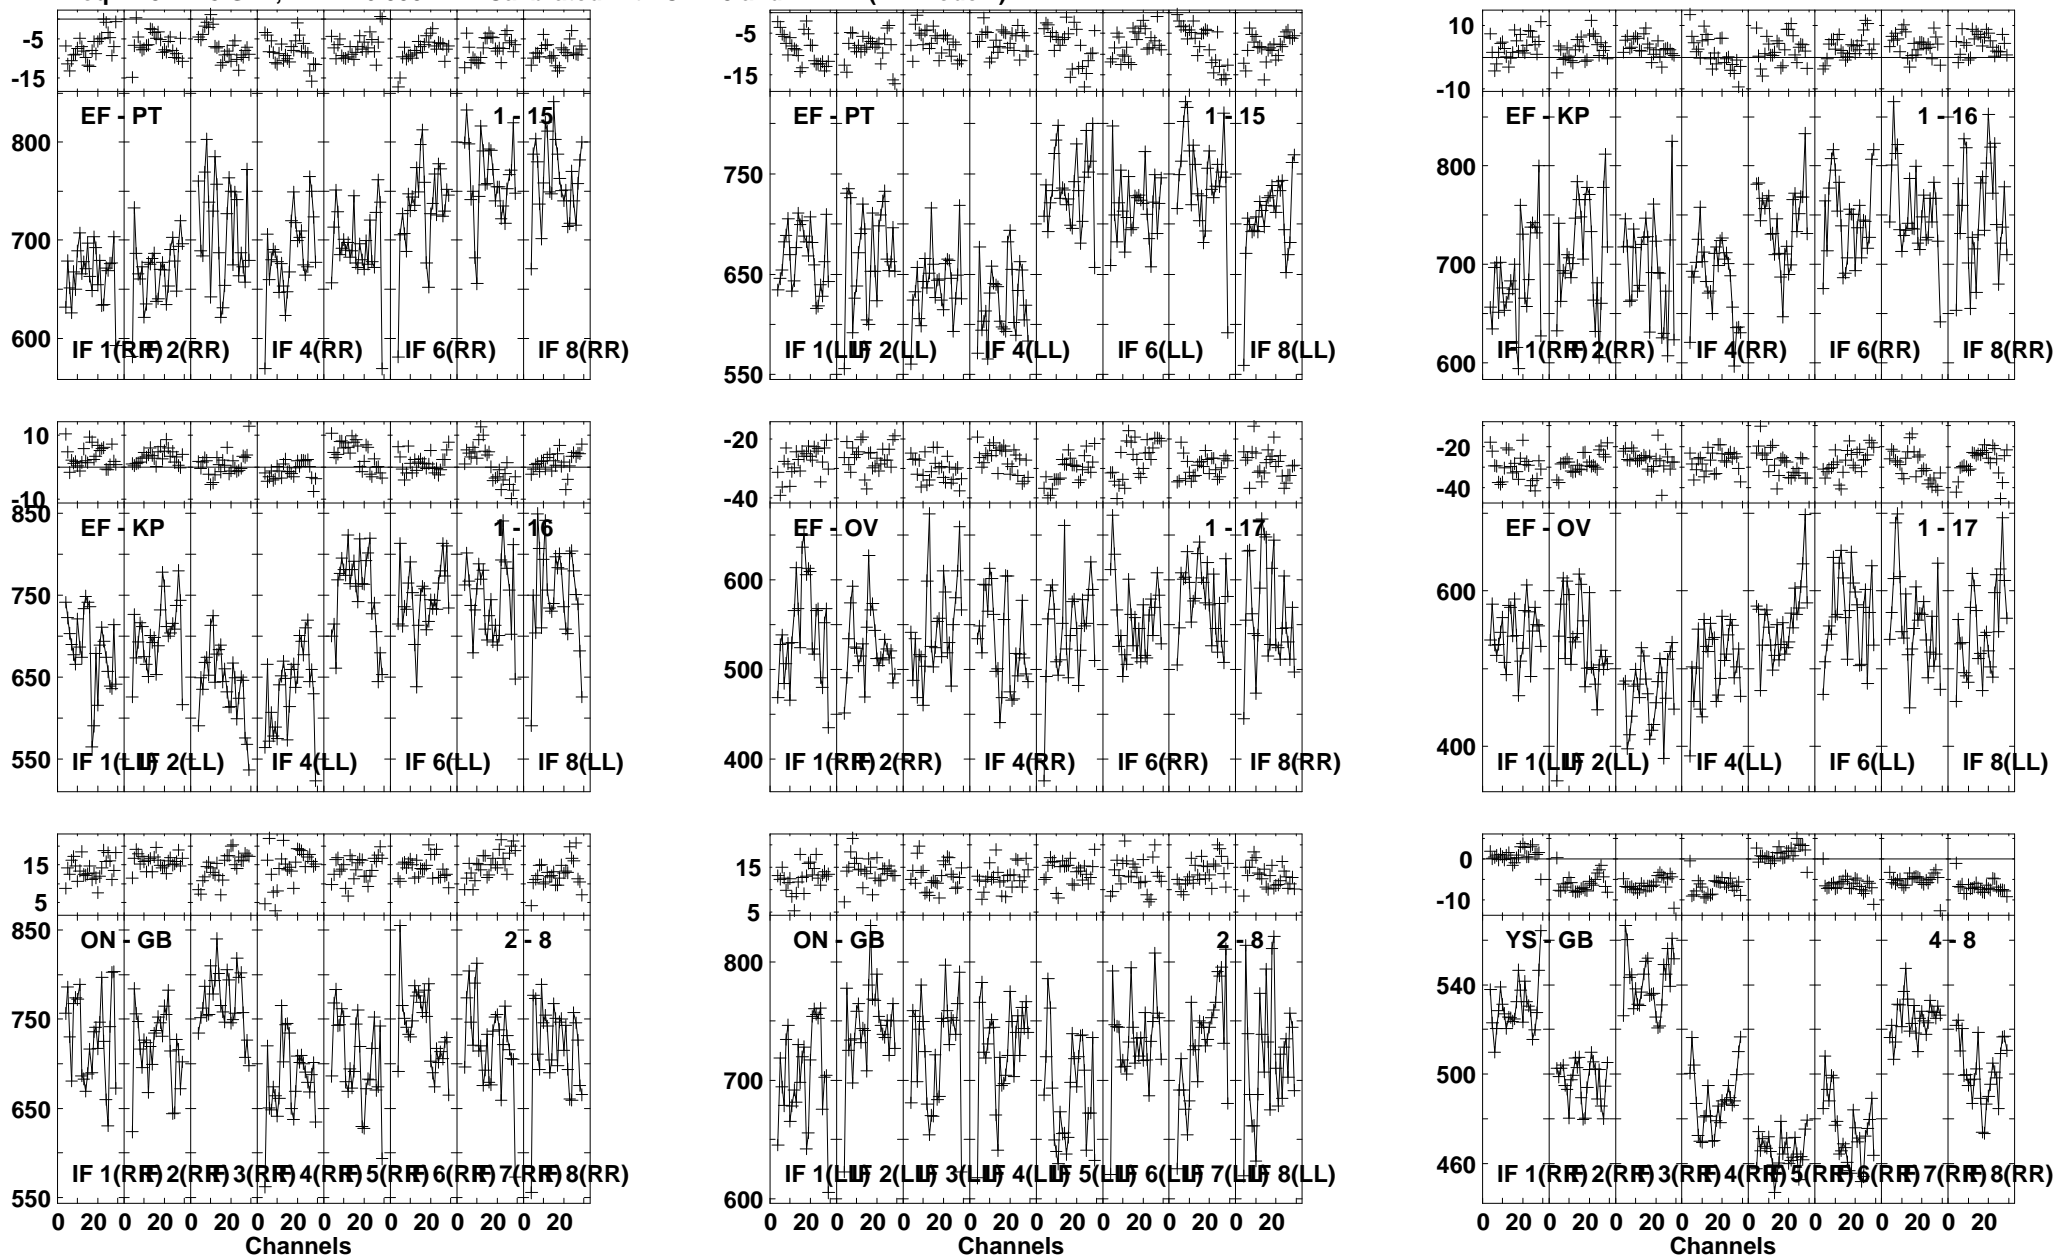 -5
-15
EF - PT 1 - 15
800
700
600
IF 1(RR) IF 2(RR) IF 4(RR) IF 6(RR) IF 8(RR)
-5
-15
EF - PT 1 - 15
750
650
550
IF 1(LL) IF 2(LL) IF 4(LL) IF 6(LL) IF 8(LL)
10
-10
EF - KP 1 - 16
800
700
600
IF 1(RR) IF 2(RR) IF 4(RR) IF 6(RR) IF 8(RR)
10
-10
850
EF - KP 1 - 16
750
650
550
IF 1(LL) IF 2(LL) IF 4(LL) IF 6(LL) IF 8(LL)
-20
-40
EF - OV 1 - 17
600
500
400
IF 1(RR) IF 2(RR) IF 4(RR) IF 6(RR) IF 8(RR)
-20
-40
EF - OV 1 - 17
600
400
IF 1(LL) IF 2(LL) IF 4(LL) IF 6(LL) IF 8(LL)
15
5
850
ON - GB 2 - 8
750
650
550
IF 1(RR) IF 2(RR) IF 3(RR) IF 4(RR) IF 5(RR) IF 6(RR) IF 7(RR) IF 8(RR)
0 20 0 20 0 20 0 20 0 20 0 20 0 20 0 20
Channels
15
5
ON - GB 2 - 8
800
700
600
IF 1(LL) IF 2(LL) IF 3(LL) IF 4(LL) IF 5(LL) IF 6(LL) IF 7(LL) IF 8(LL)
0 20 0 20 0 20 0 20 0 20 0 20 0 20 0 20
Channels
0
-10
YS - GB 4 - 8
540
500
460
IF 1(RR) IF 2(RR) IF 3(RR) IF 4(RR) IF 5(RR) IF 6(RR) IF 7(RR) IF 8(RR)
0 20 0 20 0 20 0 20 0 20 0 20 0 20 0 20
Channels